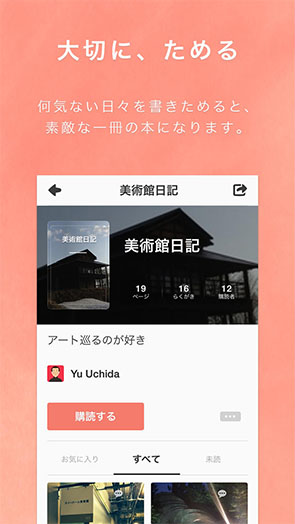 大切に、ためる
何気ない日々を書きためると、
素敵な一冊の本になります。
美術館日記
美術館日記
美術館日記
19 16 12
ページ らくがき 購読者
アート巡るのが好き
Yu Uchida
購読する
お気に入り すべて 未読